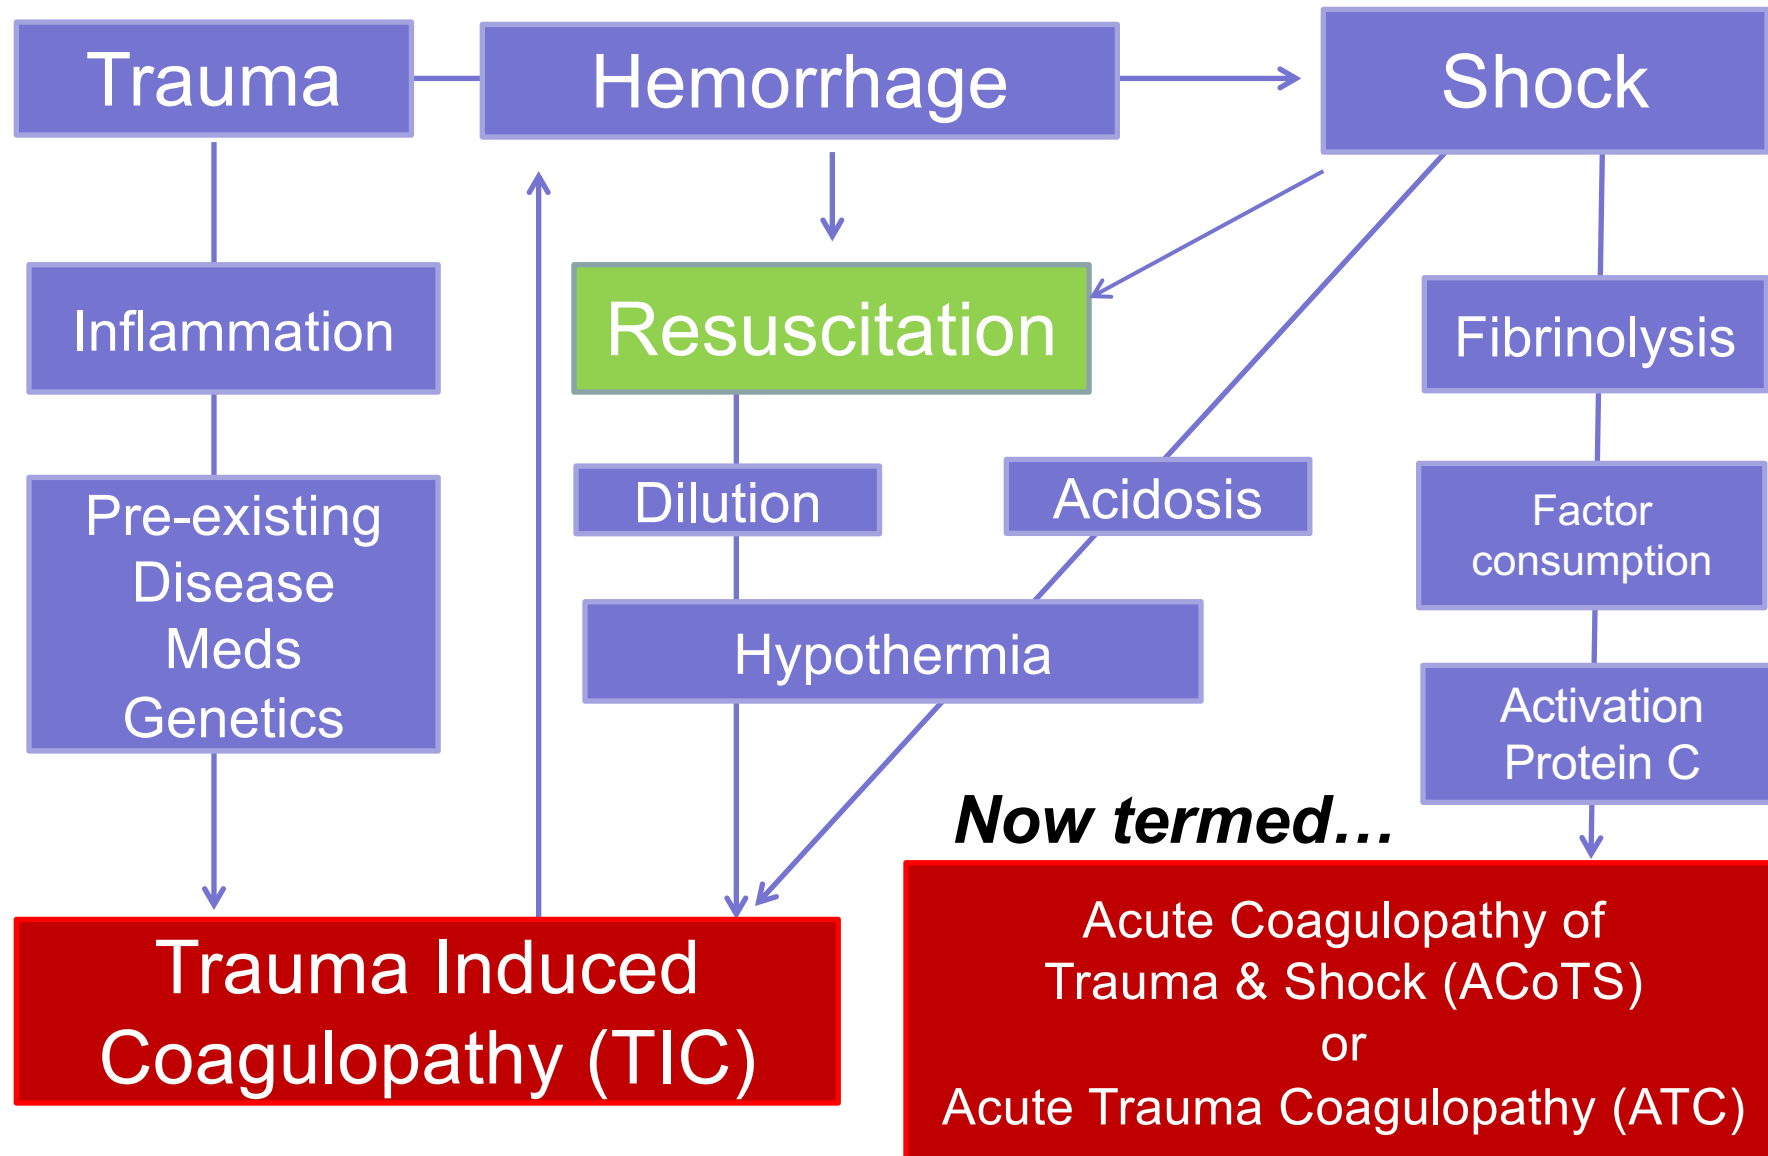 Trauma
Hemorrhage
Shock
Inflammation
Resuscitation
Fibrinolysis
Pre-existing
Disease
Meds
Genetics
Dilution
Acidosis
Factor
consumption
Hypothermia
Activation
Protein C
Now termed…
Trauma Induced
Coagulopathy (TIC)
Acute Coagulopathy of
Trauma & Shock (ACoTS)
or
Acute Trauma Coagulopathy (ATC)